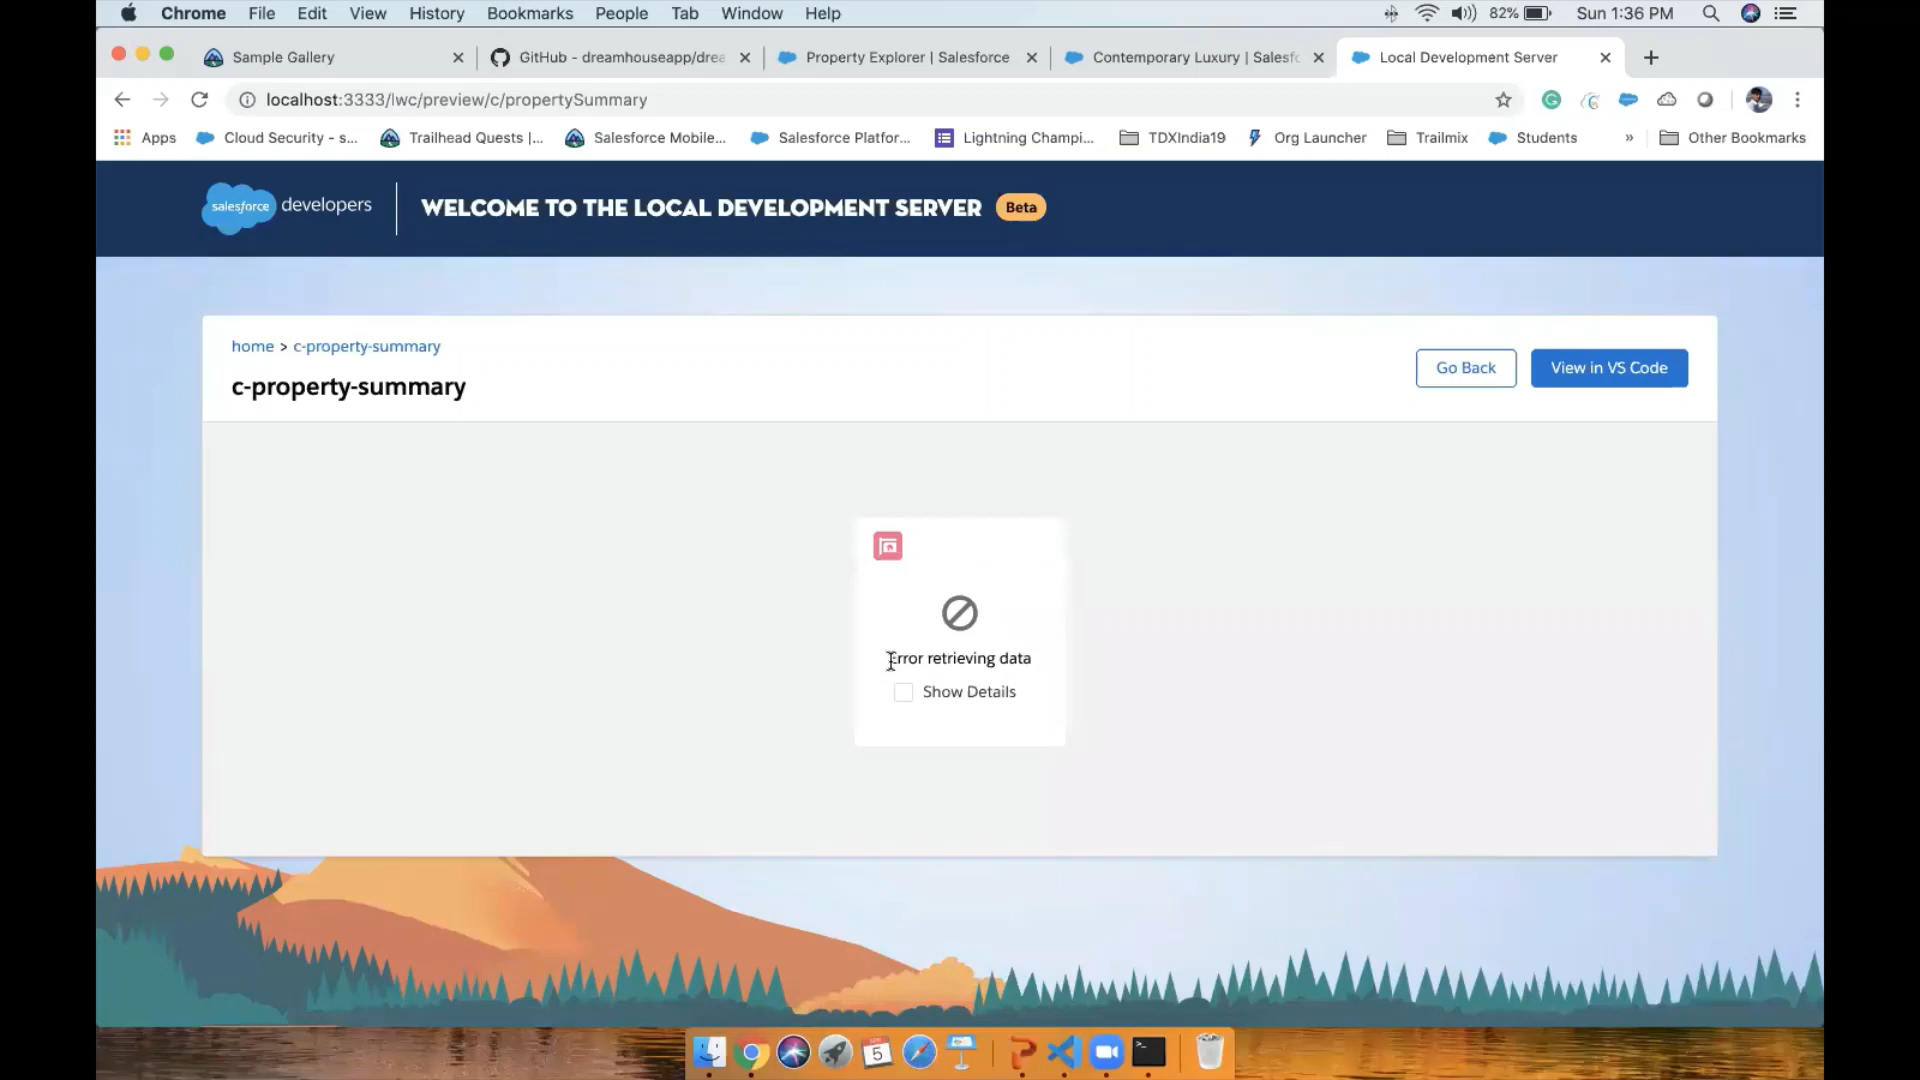 Chrome File Edit View History Bookmarks People Tab Window Help 82% Sun 1:36 PM
Sample Gallery GitHub - dreamhouseapp/drea Property Explorer | Salesforce Contemporary Luxury | Salesfo Local Development Server
localhost:3333/lwc/preview/c/propertySummary
Apps Cloud Security - s... Trailhead Quests |... Salesforce Mobile... Salesforce Platfor... Lightning Champi... TDXIndia19 Org Launcher Trailmix Students » Other Bookmarks
salesforce developers WELCOME TO THE LOCAL DEVELOPMENT SERVER Beta
home > c-property-summary
c-property-summary
Go Back View in VS Code
Error retrieving data
Show Details
5